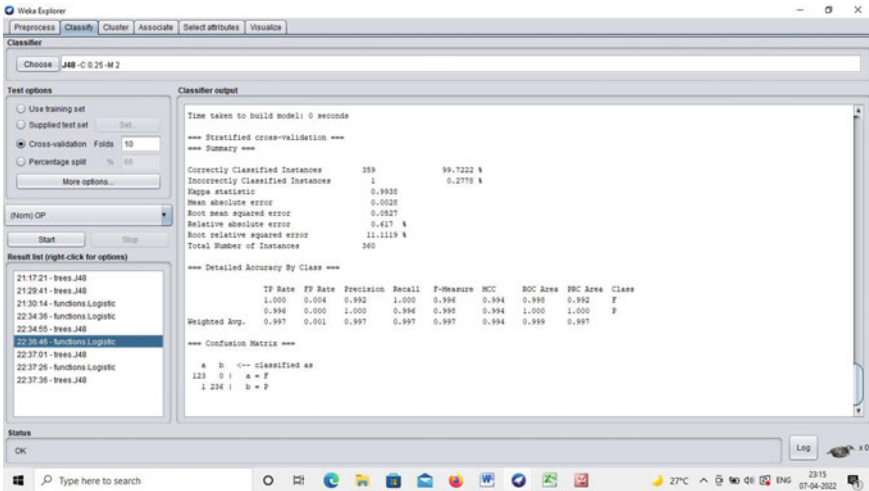 Weka Explorer
Preprocess Classify Cluster Associate Select attributes Visualize
Classifier
Choose J48 -C 0.25 -M 2
Test options
Use training set
Supplied test set Set...
Cross-validation Folds 10
Percentage split % 66
More options...
(Nom) OP
Start Stop
Result list (right-click for options)
21:17:21 - trees.J48
21:29:41 - trees.J48
21:30:14 - functions.Logistic
22:34:36 - functions.Logistic
22:34:55 - trees.J48
22:36:46 - functions.Logistic
22:37:01 - trees.J48
22:37:26 - functions.Logistic
22:37:36 - trees.J48
Classifier output
Time taken to build model: 0 seconds
=== Stratified cross-validation ===
=== Summary ===
Correctly Classified Instances 359 99.7222 %
Incorrectly Classified Instances 1 0.2778 %
Kappa statistic 0.9938
Mean absolute error 0.0028
Root mean squared error 0.0527
Relative absolute error 0.617 %
Root relative squared error 11.1119 %
Total Number of Instances 360
=== Detailed Accuracy By Class ===
TP Rate FP Rate Precision Recall F-Measure MCC ROC Area PRC Area Class
1.000 0.004 0.992 1.000 0.996 0.994 0.998 0.992 F
0.996 0.000 1.000 0.996 0.998 0.994 1.000 1.000 P
Weighted Avg. 0.997 0.001 0.997 0.997 0.997 0.994 0.999 0.997
=== Confusion Matrix ===
a b <-- classified as
123 0 | a = F
1 236 | b = P
Status
OK
Log x 0
Type here to search
27°C ENG 23:15
07-04-2022